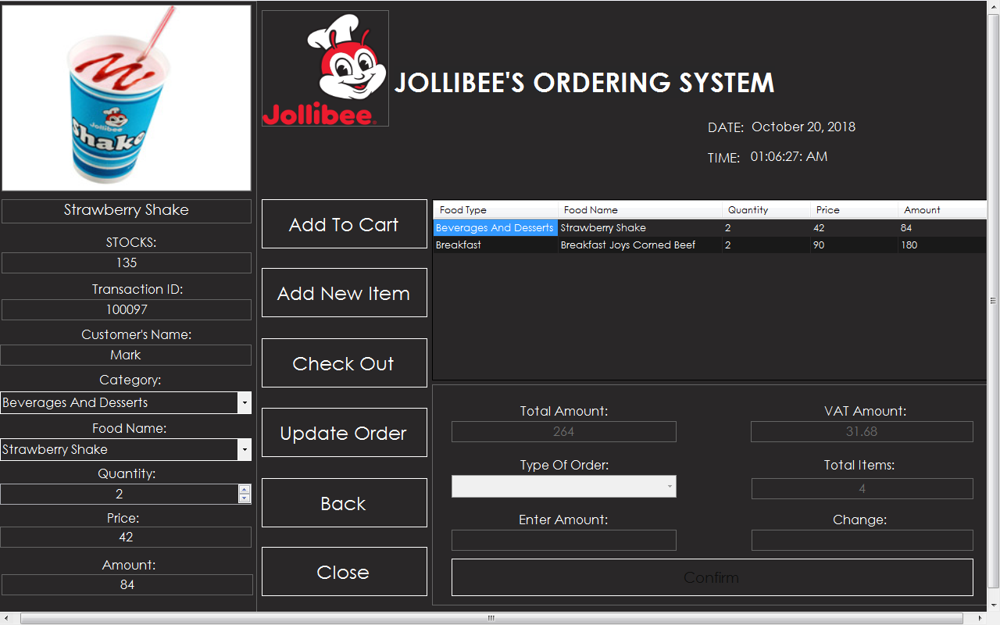 Jollibee
Shake
Jollibee
JOLLIBEE'S ORDERING SYSTEM
DATE: October 20, 2018
TIME: 01:06:27: AM
Strawberry Shake
STOCKS:
135
Transaction ID:
100097
Customer's Name:
Mark
Category:
Beverages And Desserts
Food Name:
Strawberry Shake
Quantity:
2
Price:
42
Amount:
84
Add To Cart
Add New Item
Check Out
Update Order
Back
Close
Food Type Food Name Quantity Price Amount
Beverages And Desserts Strawberry Shake 2 42 84
Breakfast Breakfast Joys Corned Beef 2 90 180
Total Amount:
264
VAT Amount:
31.68
Type Of Order:
Total Items:
4
Enter Amount:
Change:
Confirm